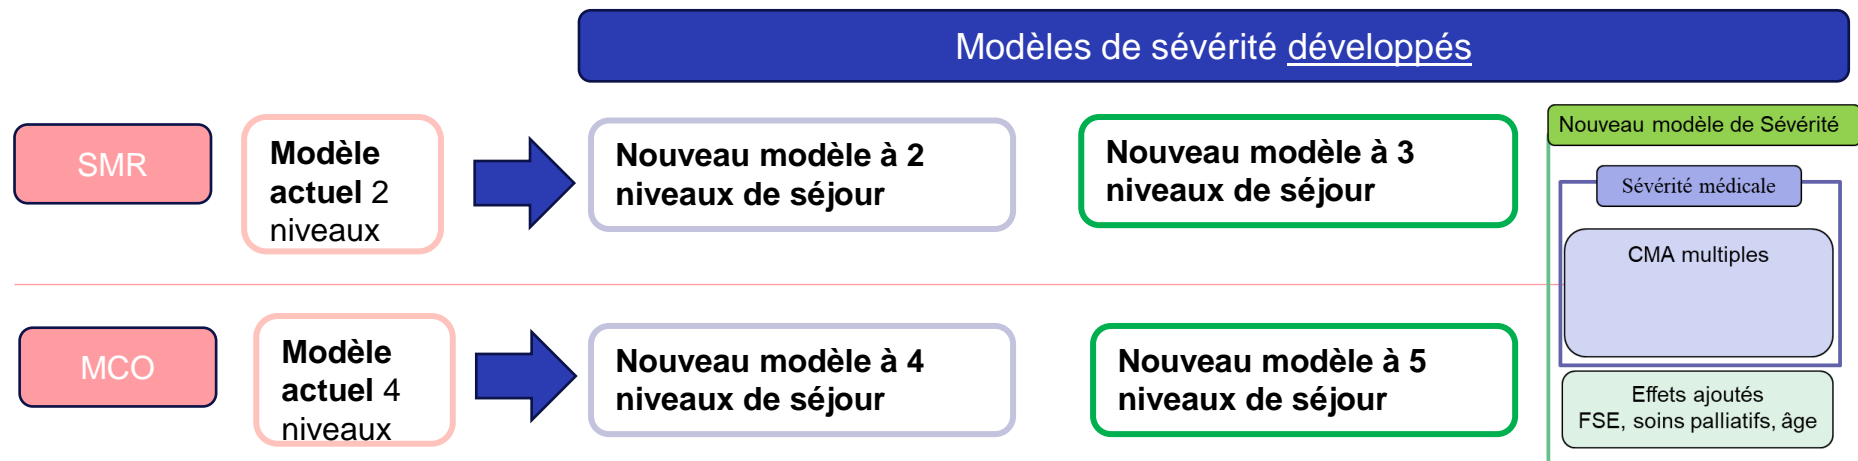 Modèles de sévérité développés
SMR
Modèle
actuel 2
niveaux
Nouveau modèle à 2
niveaux de séjour
Nouveau modèle à 3
niveaux de séjour
Nouveau modèle de Sévérité
Sévérité médicale
CMA multiples
MCO
Modèle
actuel 4
niveaux
Nouveau modèle à 4
niveaux de séjour
Nouveau modèle à 5
niveaux de séjour
Effets ajoutés
FSE, soins palliatifs, âge